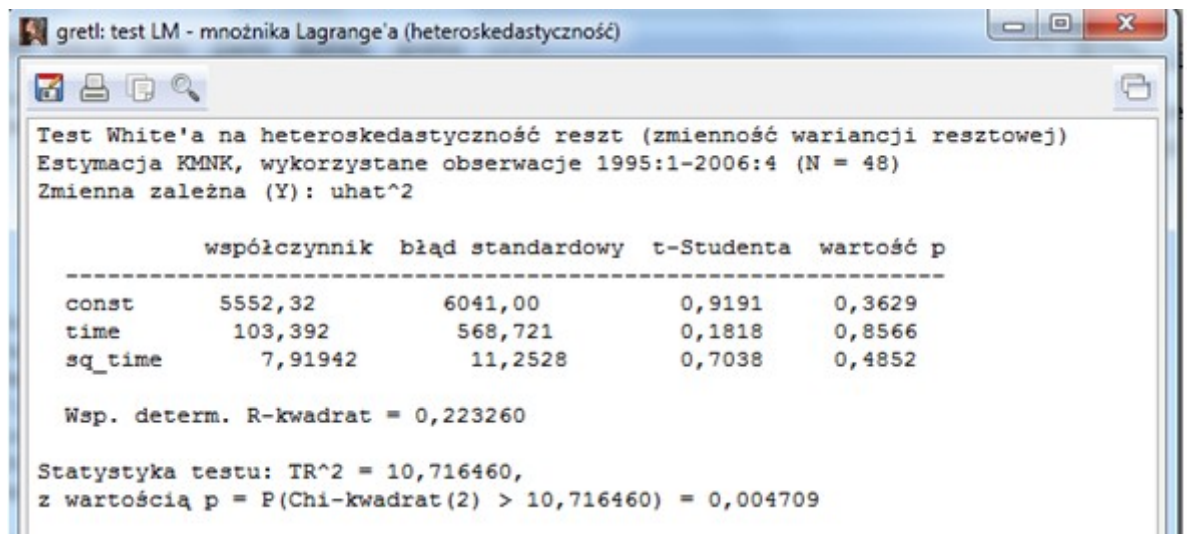 gretl: test LM - mnożnika Lagrange'a (heteroskedastyczność)
Test White'a na heteroskedastyczność reszt (zmienność wariancji resztowej)
Estymacja KMNK, wykorzystane obserwacje 1995:1-2006:4 (N = 48)
Zmienna zależna (Y): uhat^2
współczynnik błąd standardowy t-Studenta wartość p
---------------------------------------------------------------
const 5552,32 6041,00 0,9191 0,3629
time 103,392 568,721 0,1818 0,8566
sq_time 7,91942 11,2528 0,7038 0,4852
Wsp. determ. R-kwadrat = 0,223260
Statystyka testu: TR^2 = 10,716460,
z wartością p = P(Chi-kwadrat(2) > 10,716460) = 0,004709